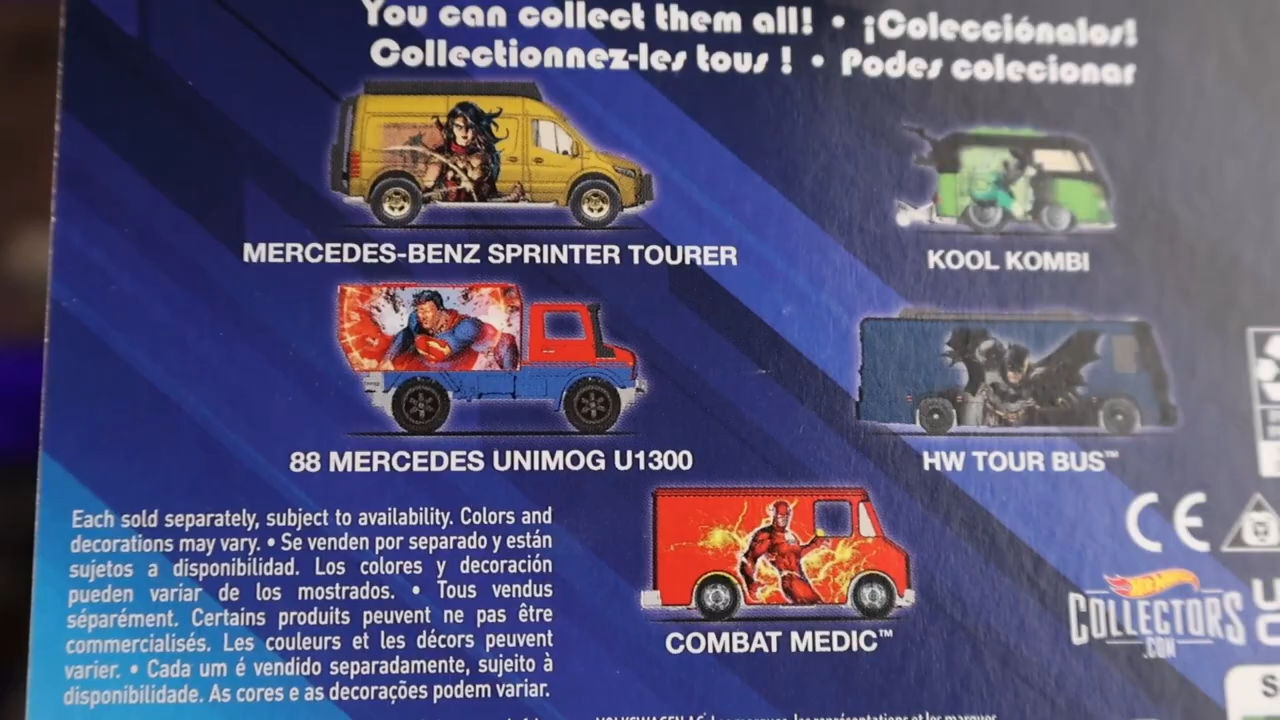 You can collect them all! • ¡Colecciónalos!
Collectionnez-les tous ! • Podes colecionar
MERCEDES-BENZ SPRINTER TOURER
KOOL KOMBI
88 MERCEDES UNIMOG U1300
HW TOUR BUS™
Each sold separately, subject to availability. Colors and
decorations may vary. • Se venden por separado y están
sujetos a disponibilidad. Los colores y decoración
pueden variar de los mostrados. • Tous vendus
séparément. Certains produits peuvent ne pas être
commercialisés. Les couleurs et les décors peuvent
varier. • Cada um é vendido separadamente, sujeito à
disponibilidade. As cores e as decorações podem variar.
COMBAT MEDIC™
CE
HOT WHEELS
COLLECTORS
.COM